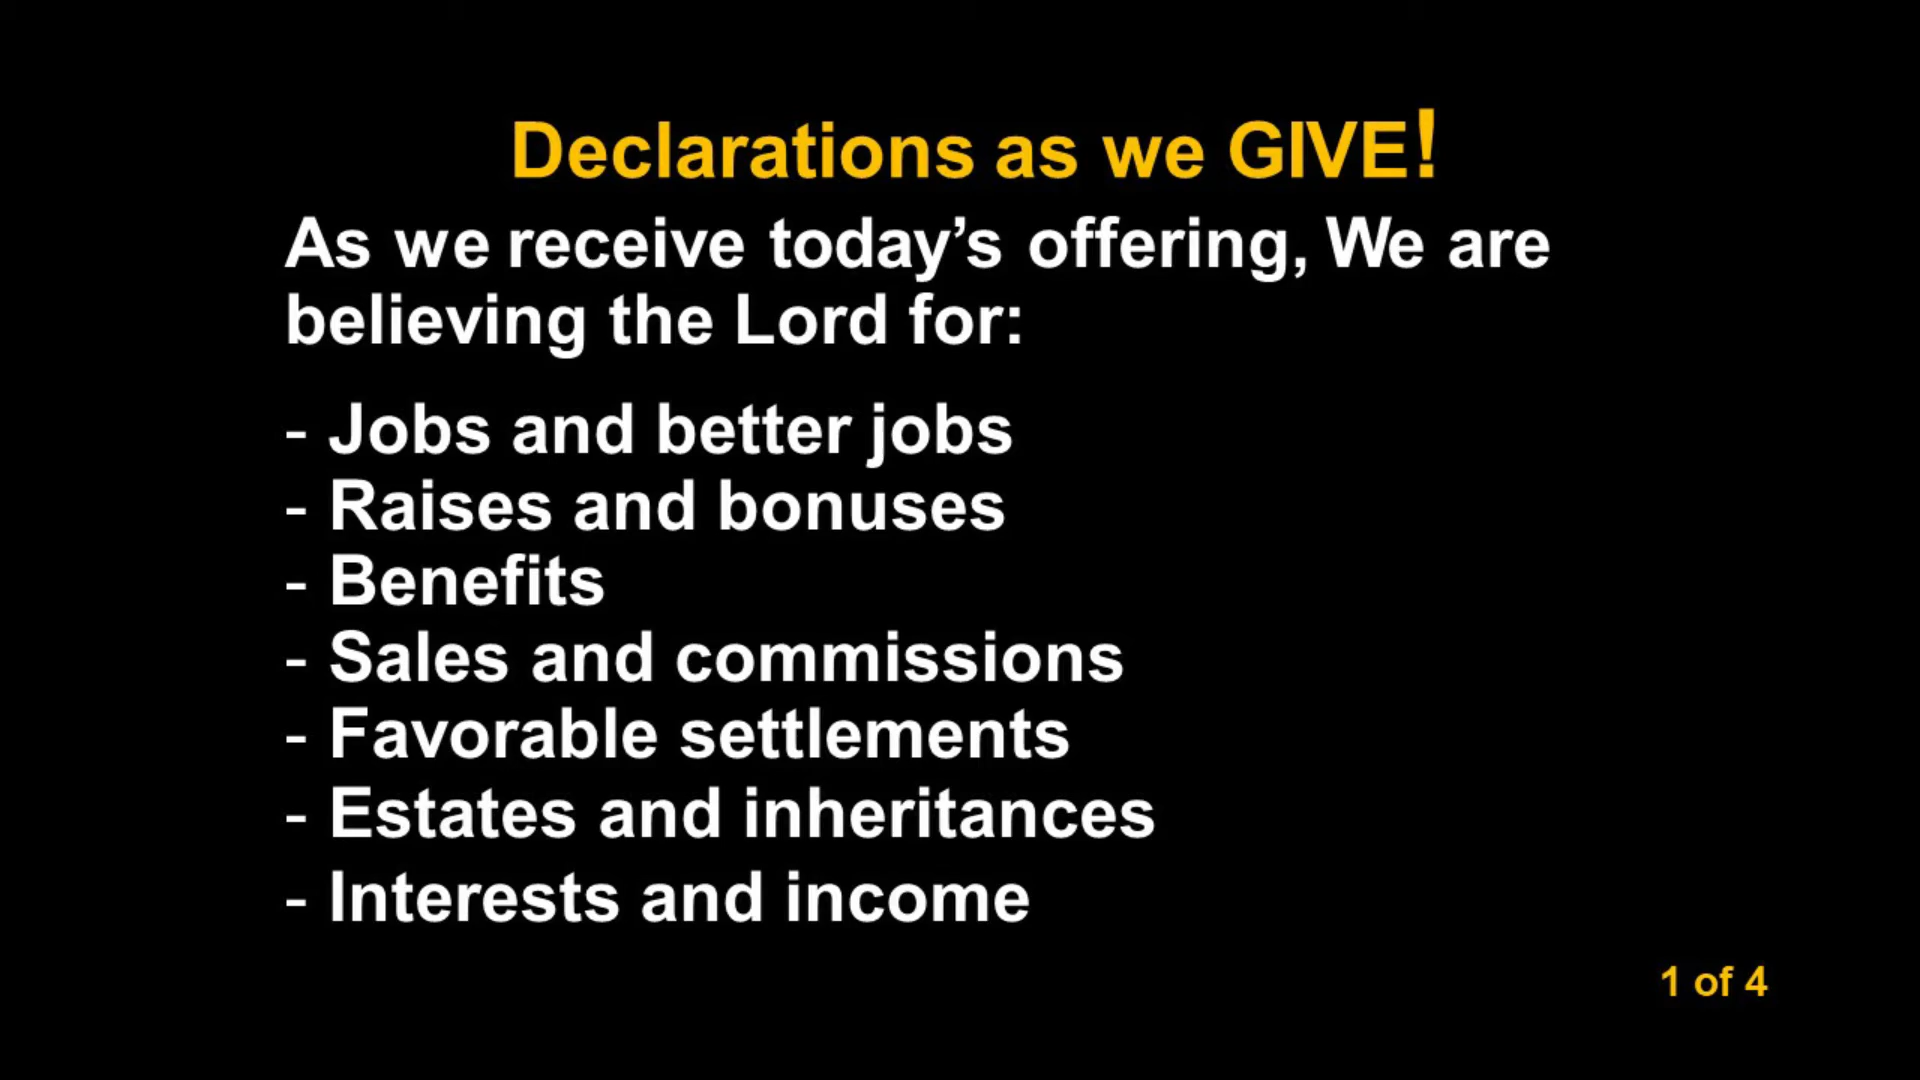 Declarations as we GIVE!
As we receive today’s offering, We are
believing the Lord for:
- Jobs and better jobs
- Raises and bonuses
- Benefits
- Sales and commissions
- Favorable settlements
- Estates and inheritances
- Interests and income
1 of 4